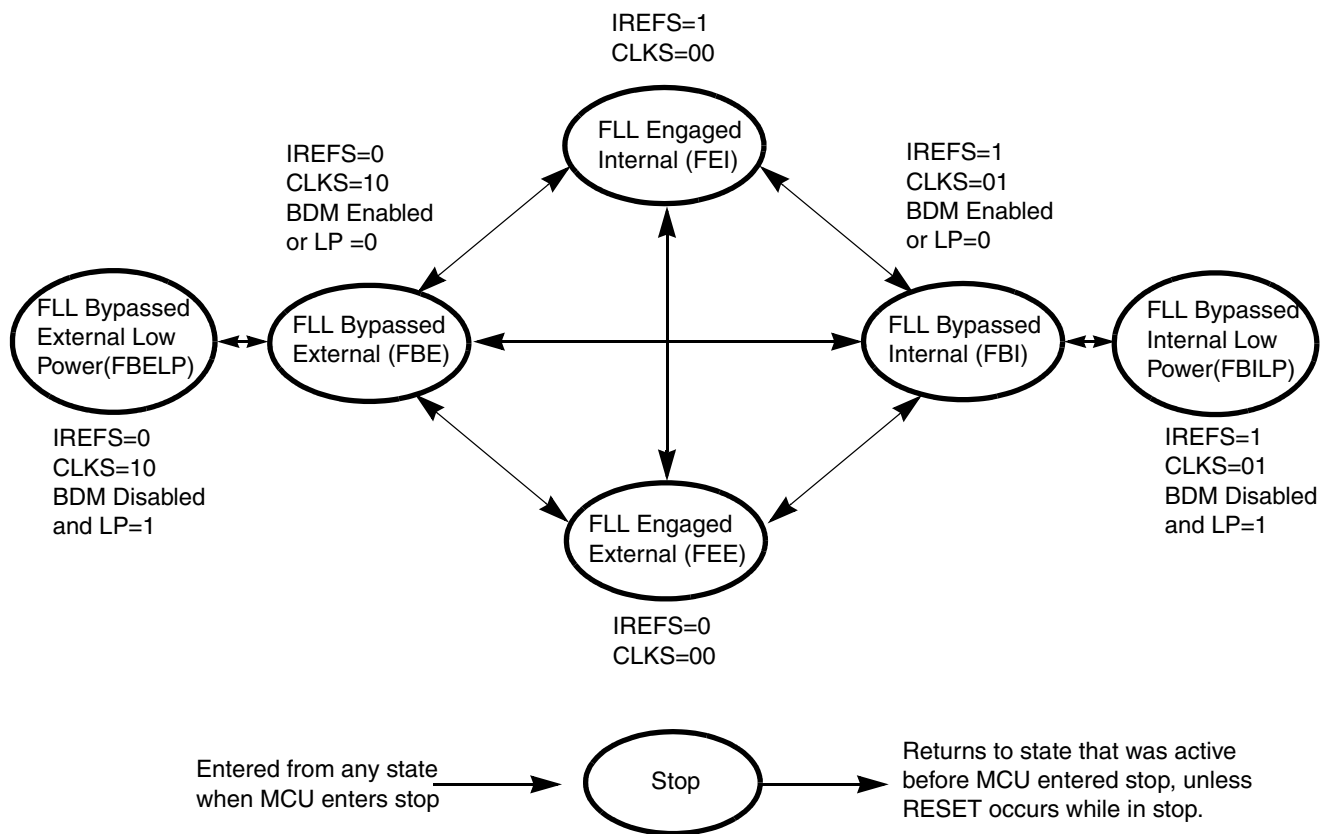 IREFS=1
CLKS=00
FLL Engaged
Internal (FEI)
IREFS=0
CLKS=10
BDM Enabled
or LP =0
IREFS=1
CLKS=01
BDM Enabled
or LP=0
FLL Bypassed
External Low
Power(FBELP)
FLL Bypassed
External (FBE)
FLL Bypassed
Internal (FBI)
FLL Bypassed
Internal Low
Power(FBILP)
IREFS=0
CLKS=10
BDM Disabled
and LP=1
IREFS=1
CLKS=01
BDM Disabled
and LP=1
FLL Engaged
External (FEE)
IREFS=0
CLKS=00
Entered from any state
when MCU enters stop
Stop
Returns to state that was active
before MCU entered stop, unless
RESET occurs while in stop.